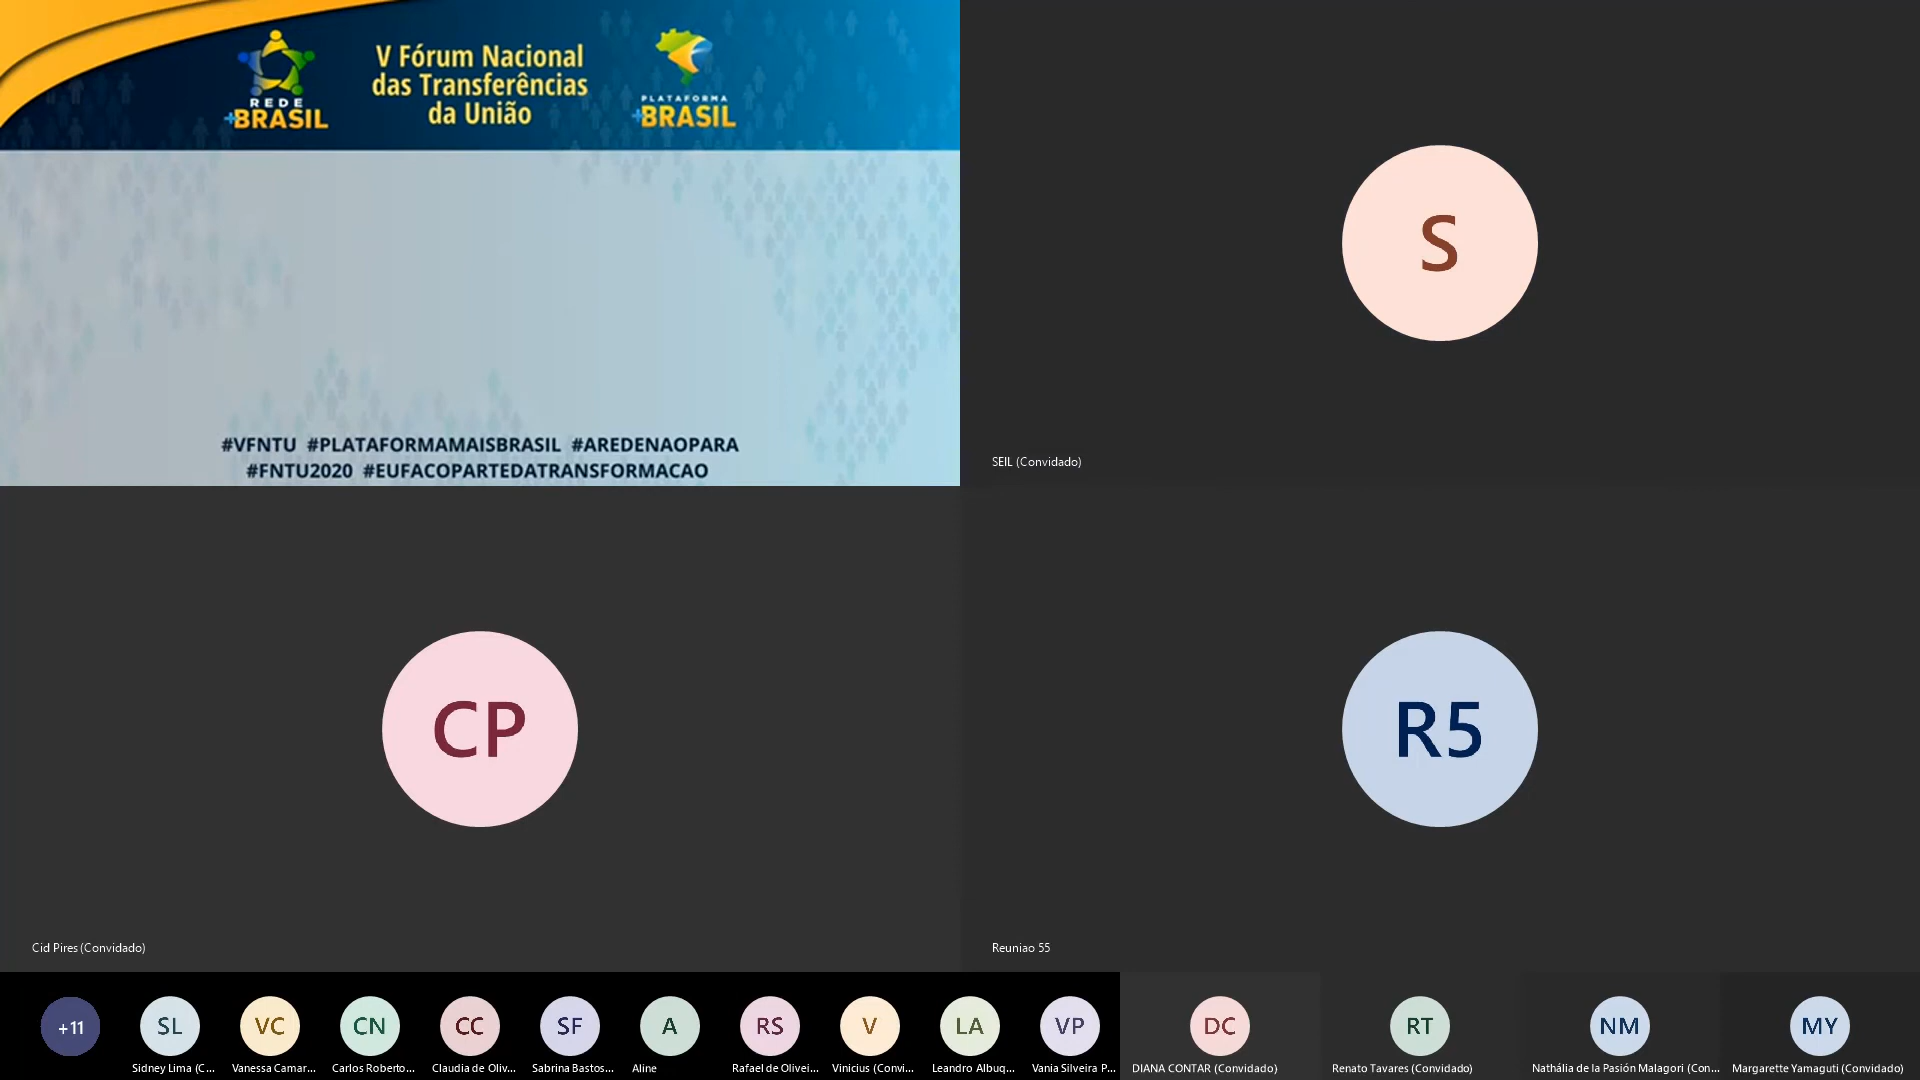 REDE
+BRASIL
V Fórum Nacional
das Transferências
da União
PLATAFORMA
+BRASIL
#VFNTU #PLATAFORMAMAISBRASIL #AREDENAOPARA
#FNTU2020 #EUFACOPARTEDATRANSFORMACAO
S
SEIL (Convidado)
CP
Cid Pires (Convidado)
R5
Reuniao 55
+11
SL
Sidney Lima (C...
VC
Vanessa Camar...
CN
Carlos Roberto...
CC
Claudia de Oliv...
SF
Sabrina Bastos...
A
Aline
RS
Rafael de Olivei...
V
Vinicius (Convi...
LA
Leandro Albuq...
VP
Vania Silveira P...
DC
DIANA CONTAR (Convidado)
RT
Renato Tavares (Convidado)
NM
Nathália de la Pasión Malagori (Con...
MY
Margarette Yamaguti (Convidado)